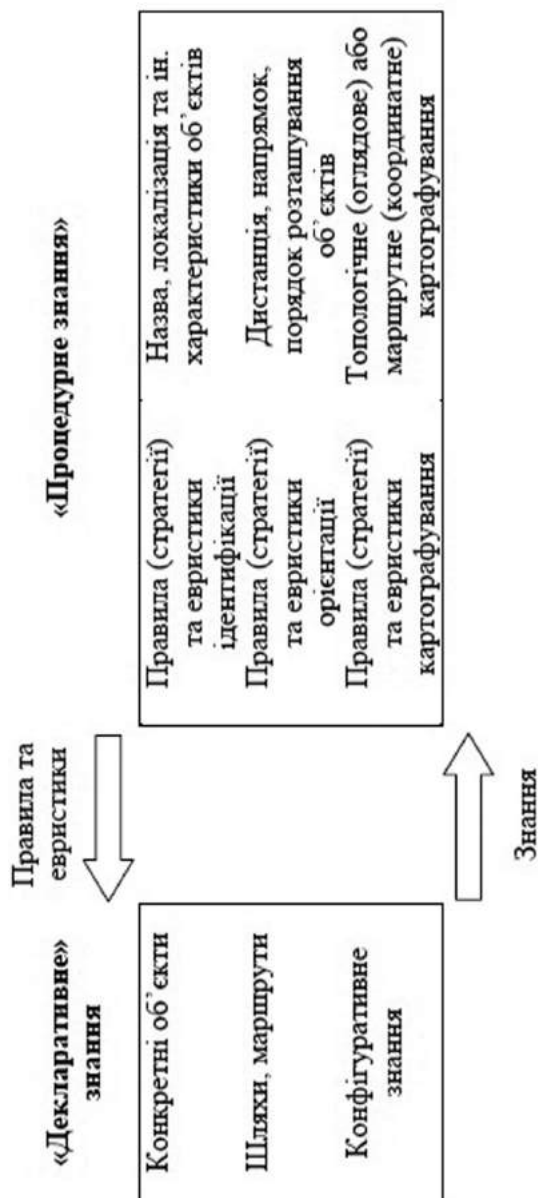 «Декларативне»
знання
Конкретні об’єкти
Шляхи, маршрути
Конфігуративне
знання
Правила та
евристики
Знання
«Процедурне знання»
Правила (стратегії)
та евристики
ідентифікації
Правила (стратегії)
та евристики
орієнтації
Правила (стратегії)
та евристики
картографування
Назва, локалізація та ін.
характеристики об’єктів
Дистанція, напрямок,
порядок розташування
об’єктів
Топологічне (оглядове) або
маршрутне (координатне)
картографування